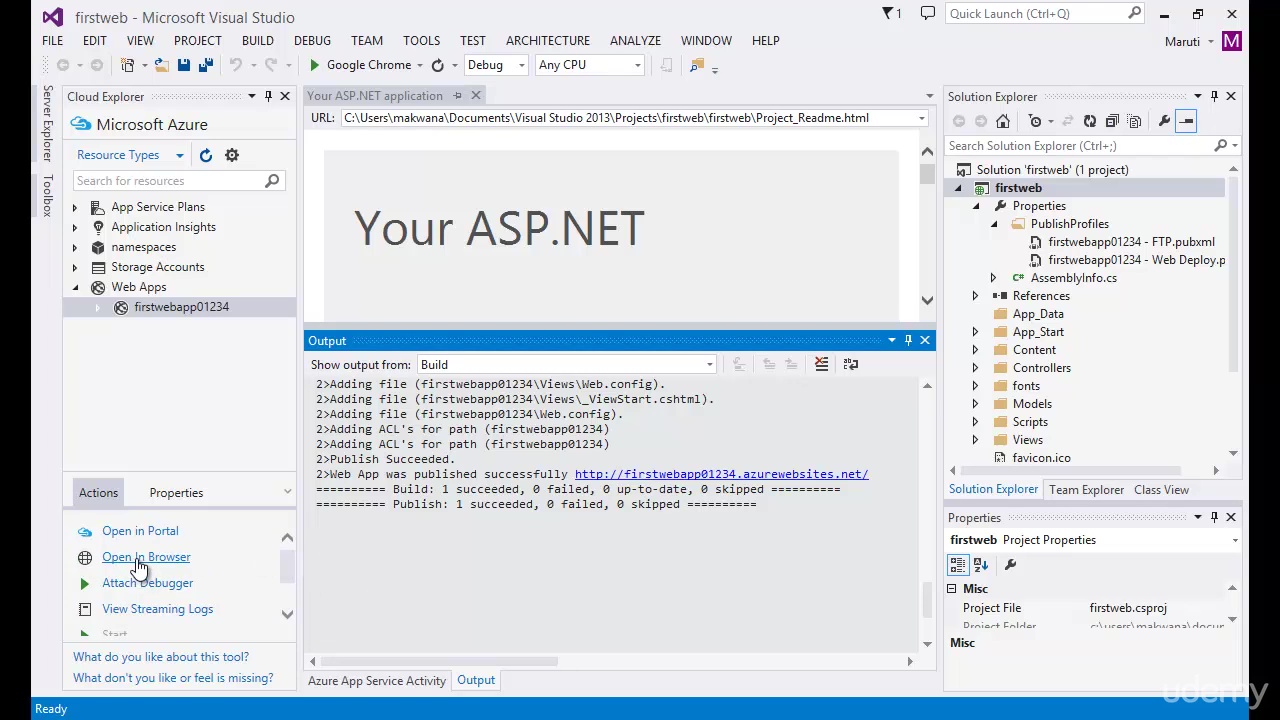 firstweb - Microsoft Visual Studio
1
Quick Launch (Ctrl+Q)
FILE EDIT VIEW PROJECT BUILD DEBUG TEAM TOOLS TEST ARCHITECTURE ANALYZE WINDOW HELP
Maruti
M
Google Chrome
Debug
Any CPU
Server Explorer
Toolbox
Cloud Explorer
Microsoft Azure
Resource Types
Search for resources
App Service Plans
Application Insights
namespaces
Storage Accounts
Web Apps
firstwebapp01234
Actions Properties
Open in Portal
Open in Browser
Attach Debugger
View Streaming Logs
Start
What do you like about this tool?
What don't you like or feel is missing?
Your ASP.NET application
URL: C:\Users\makwana\Documents\Visual Studio 2013\Projects\firstweb\firstweb\Project_Readme.html
Your ASP.NET
Output
Show output from: Build
2>Adding file (firstwebapp01234\Views\Web.config).
2>Adding file (firstwebapp01234\Views\_ViewStart.cshtml).
2>Adding file (firstwebapp01234\Web.config).
2>Adding ACL's for path (firstwebapp01234)
2>Adding ACL's for path (firstwebapp01234)
2>Publish Succeeded.
2>Web App was published successfully http://firstwebapp01234.azurewebsites.net/
========== Build: 1 succeeded, 0 failed, 0 up-to-date, 0 skipped ==========
========== Publish: 1 succeeded, 0 failed, 0 skipped ==========
Azure App Service Activity Output
Solution Explorer
Search Solution Explorer (Ctrl+;)
Solution 'firstweb' (1 project)
firstweb
Properties
PublishProfiles
firstwebapp01234 - FTP.pubxml
firstwebapp01234 - Web Deploy.p
AssemblyInfo.cs
References
App_Data
App_Start
Content
Controllers
fonts
Models
Scripts
Views
favicon.ico
Solution Explorer Team Explorer Class View
Properties
firstweb Project Properties
Misc
Project File firstweb.csproj
Project Folder c:\users\makwana\docur
Misc
Ready
udemy